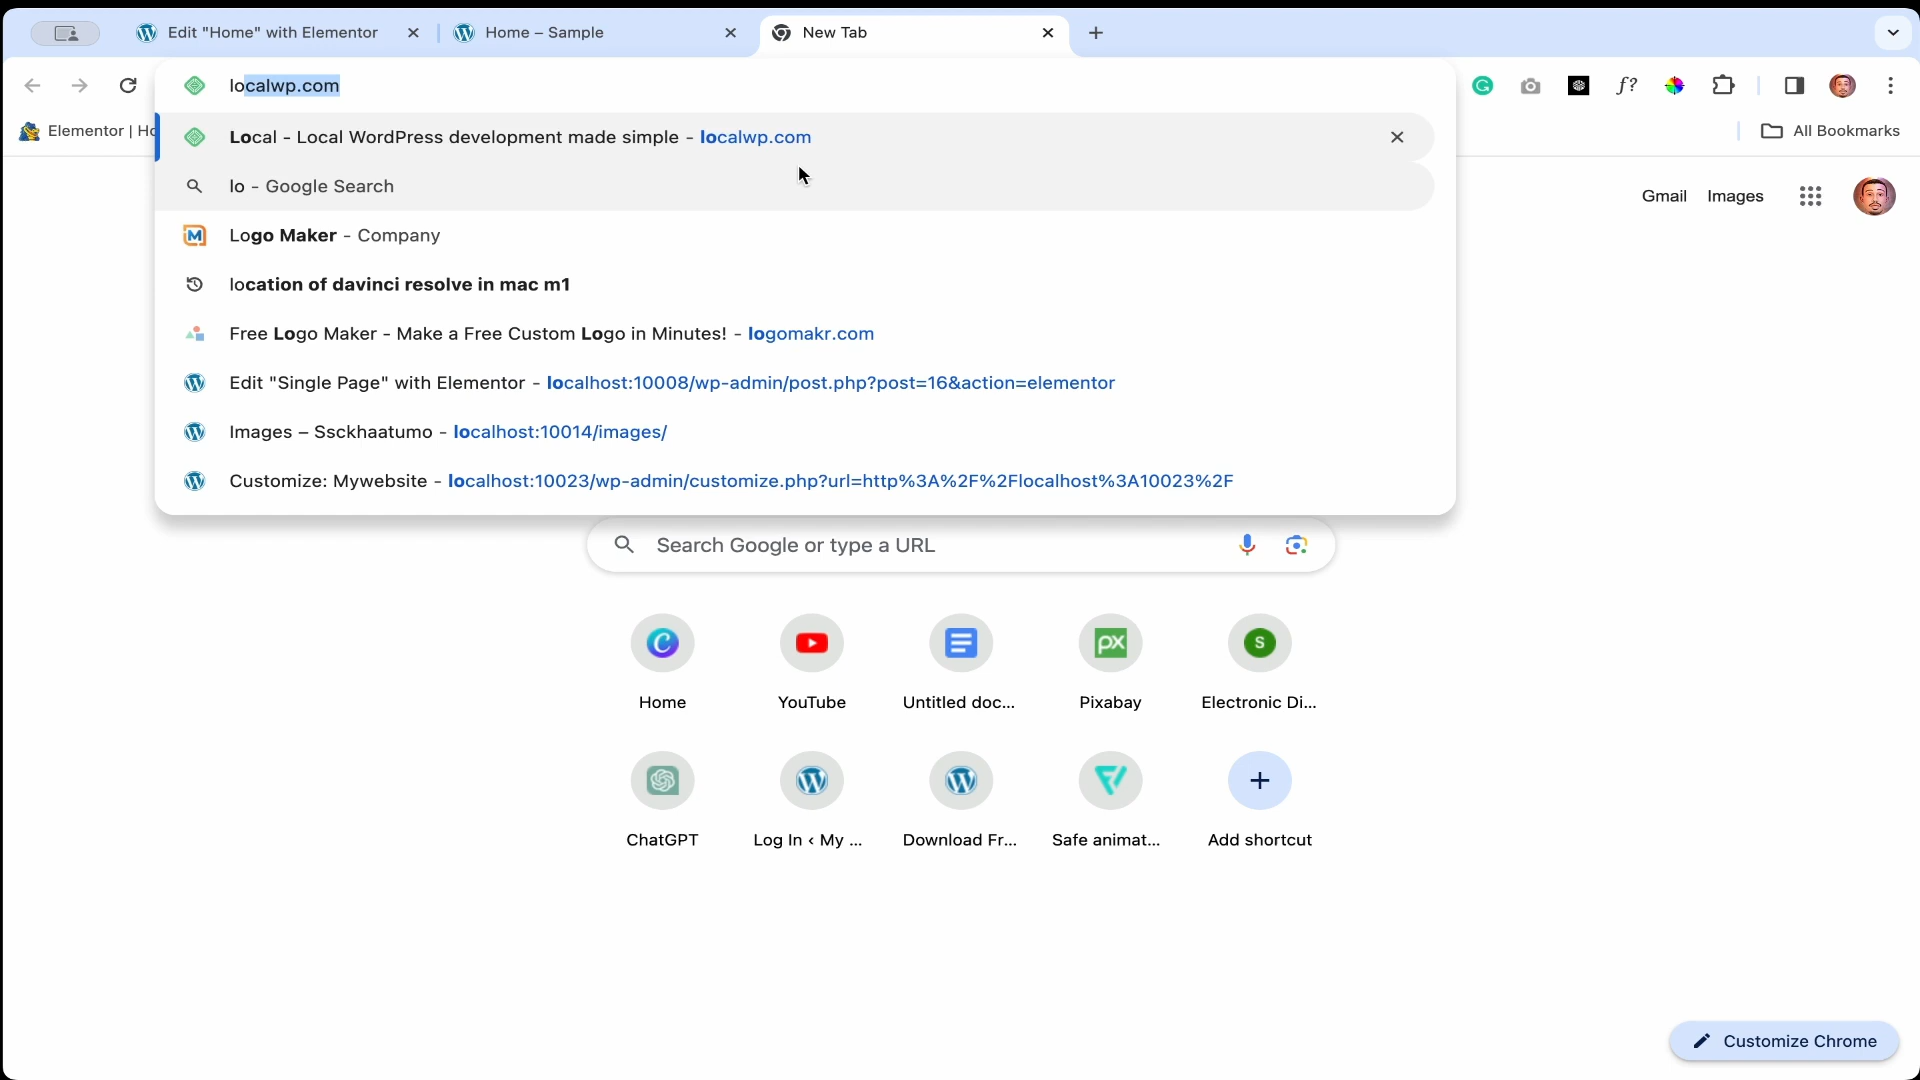 Edit "Home" with Elementor
Home – Sample
New Tab
localwp.com
Elementor | Ho
All Bookmarks
Local - Local WordPress development made simple - localwp.com
lo - Google Search
Logo Maker - Company
location of davinci resolve in mac m1
Free Logo Maker - Make a Free Custom Logo in Minutes! - logomakr.com
Edit "Single Page" with Elementor - localhost:10008/wp-admin/post.php?post=16&action=elementor
Images – Ssckhaatumo - localhost:10014/images/
Customize: Mywebsite - localhost:10023/wp-admin/customize.php?url=http%3A%2F%2Flocalhost%3A10023%2F
Gmail Images
Search Google or type a URL
Home YouTube Untitled doc... Pixabay Electronic Di...
ChatGPT Log In ‹ My ... Download Fr... Safe animat... Add shortcut
Customize Chrome